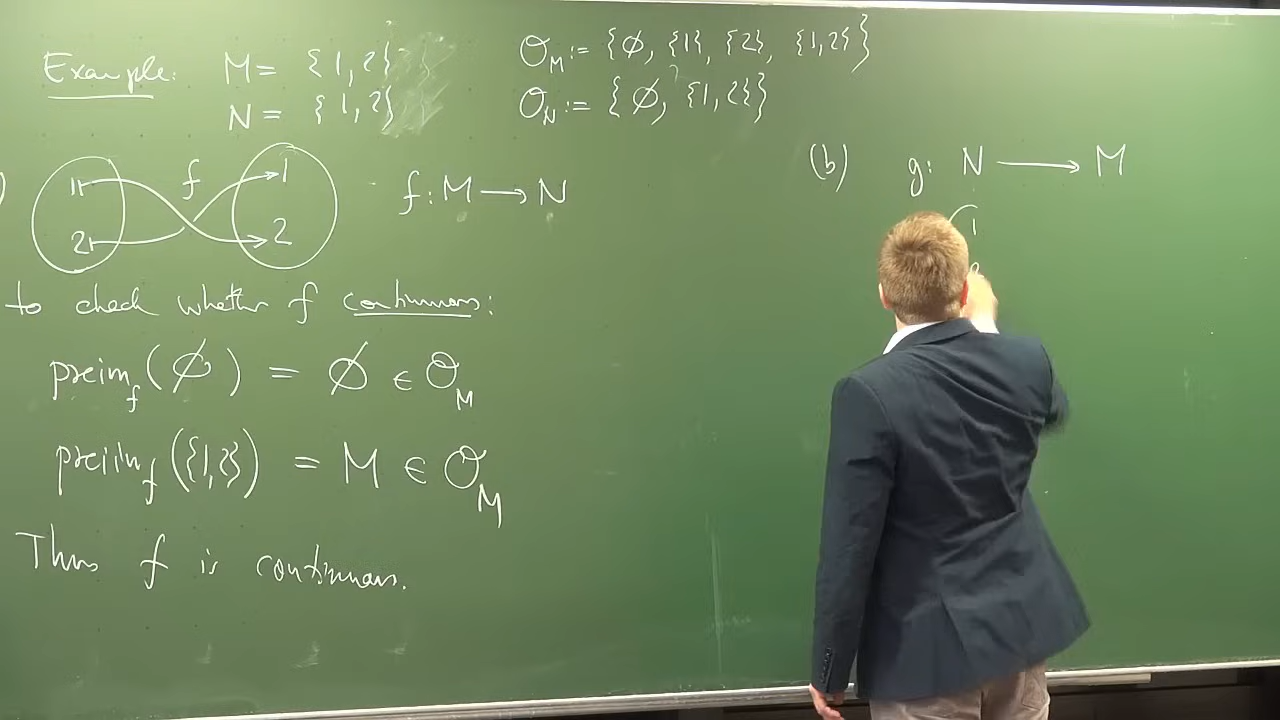 Example: M = {1,2} 𝒪_M := {∅, {1}, {2}, {1,2}}
N = {1,2} 𝒪_N := {∅, {1,2}}
) 1 f 1 f: M ⟶ N
2 2
to check whether f continuous:
preim_f(∅) = ∅ ∈ 𝒪_M
preim_f({1,2}) = M ∈ 𝒪_M
Thus f is continuous.
(b) g: N ⟶ M
1